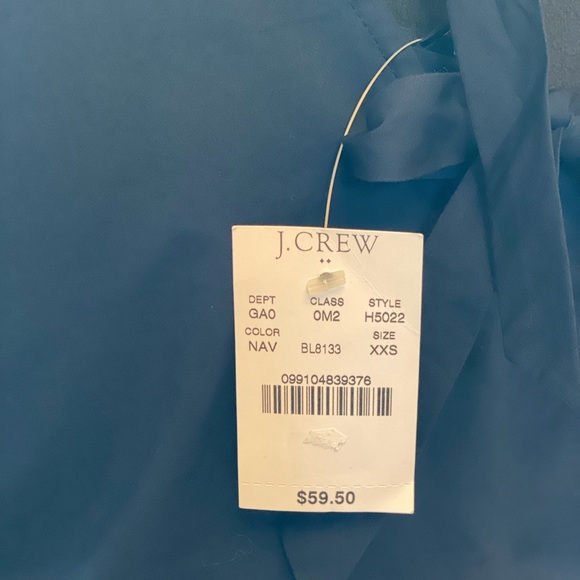 J.CREW
DEPT CLASS STYLE
GA0 0M2 H5022
COLOR SIZE
NAV BL8133 XXS
099104839376
$59.50